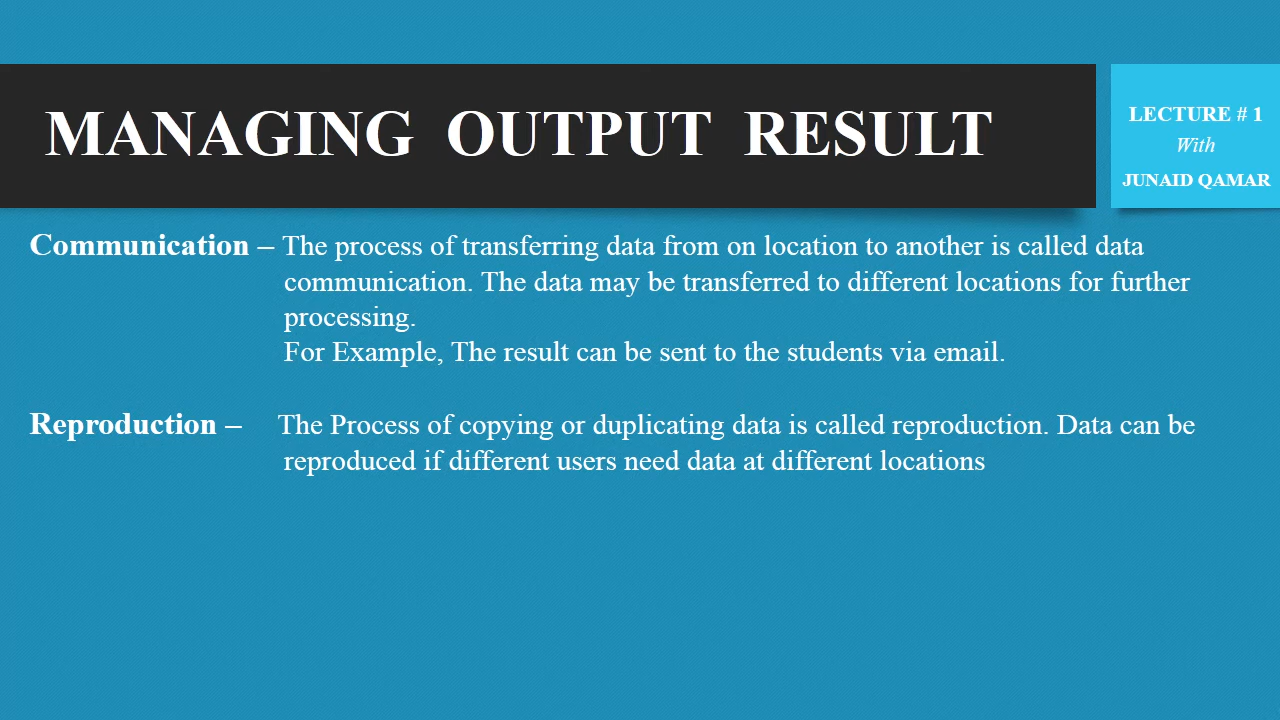 MANAGING OUTPUT RESULT
LECTURE # 1
With
JUNAID QAMAR
Communication – The process of transferring data from on location to another is called data
communication. The data may be transferred to different locations for further
processing.
For Example, The result can be sent to the students via email.
Reproduction – The Process of copying or duplicating data is called reproduction. Data can be
reproduced if different users need data at different locations